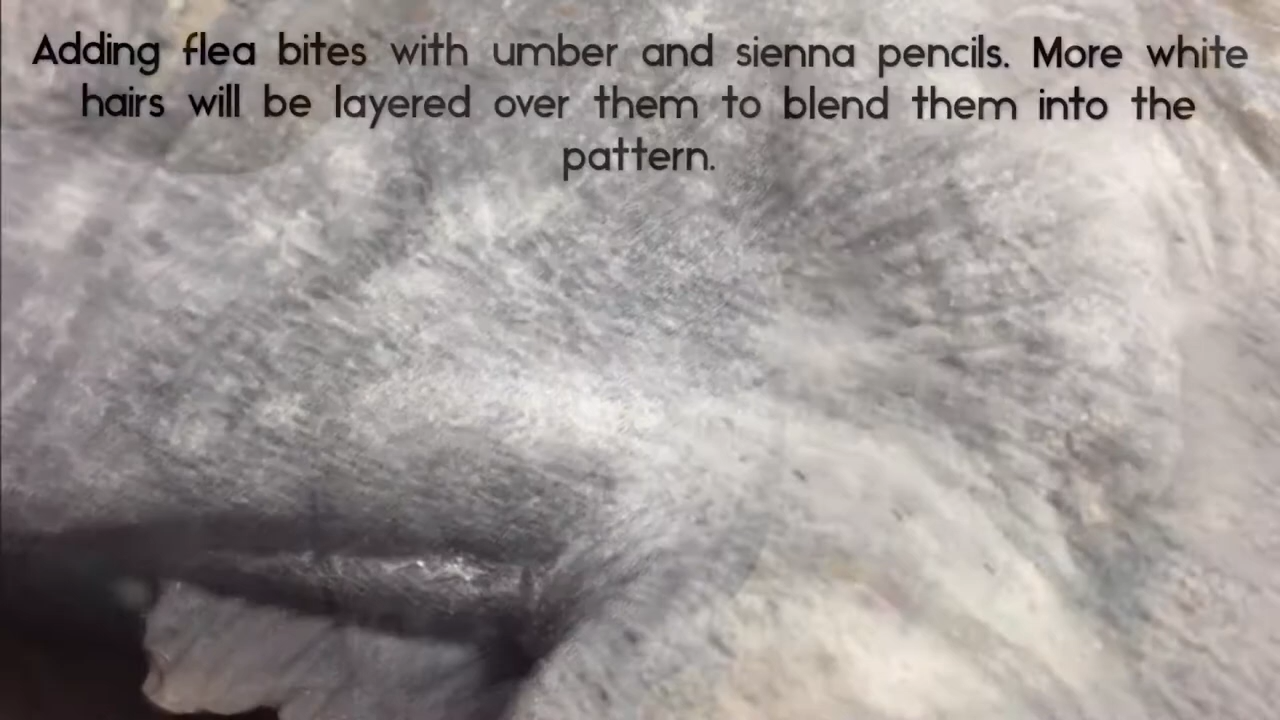 Adding flea bites with umber and sienna pencils. More white
hairs will be layered over them to blend them into the
pattern.